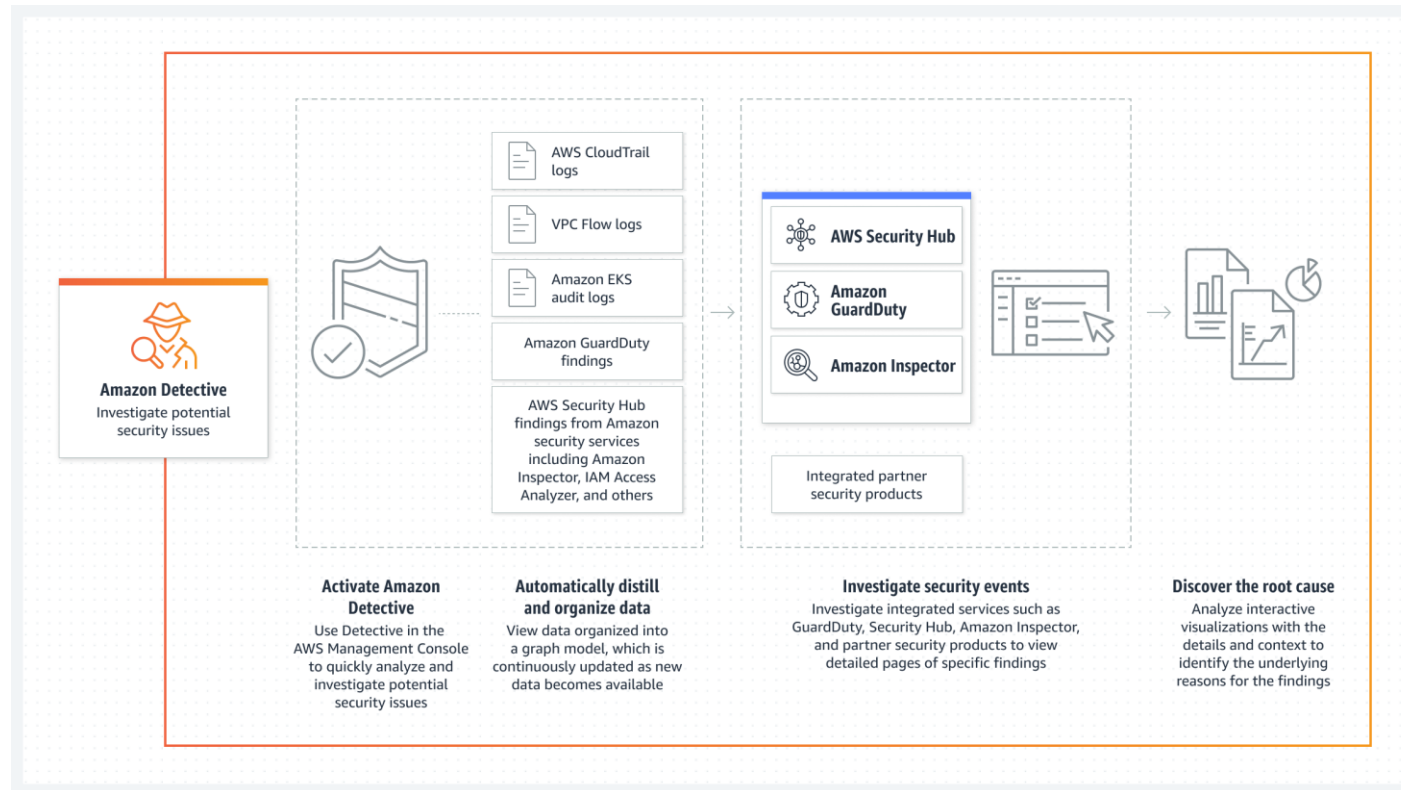 Amazon Detective
Investigate potential
security issues
AWS CloudTrail
logs
VPC Flow logs
Amazon EKS
audit logs
Amazon GuardDuty
findings
AWS Security Hub
findings from Amazon
security services
including Amazon
Inspector, IAM Access
Analyzer, and others
AWS Security Hub
Amazon
GuardDuty
Amazon Inspector
Integrated partner
security products
Activate Amazon
Detective
Use Detective in the
AWS Management Console
to quickly analyze and
investigate potential
security issues
Automatically distill
and organize data
View data organized into
a graph model, which is
continuously updated as new
data becomes available
Investigate security events
Investigate integrated services such as
GuardDuty, Security Hub, Amazon Inspector,
and partner security products to view
detailed pages of specific findings
Discover the root cause
Analyze interactive
visualizations with the
details and context to
identify the underlying
reasons for the findings